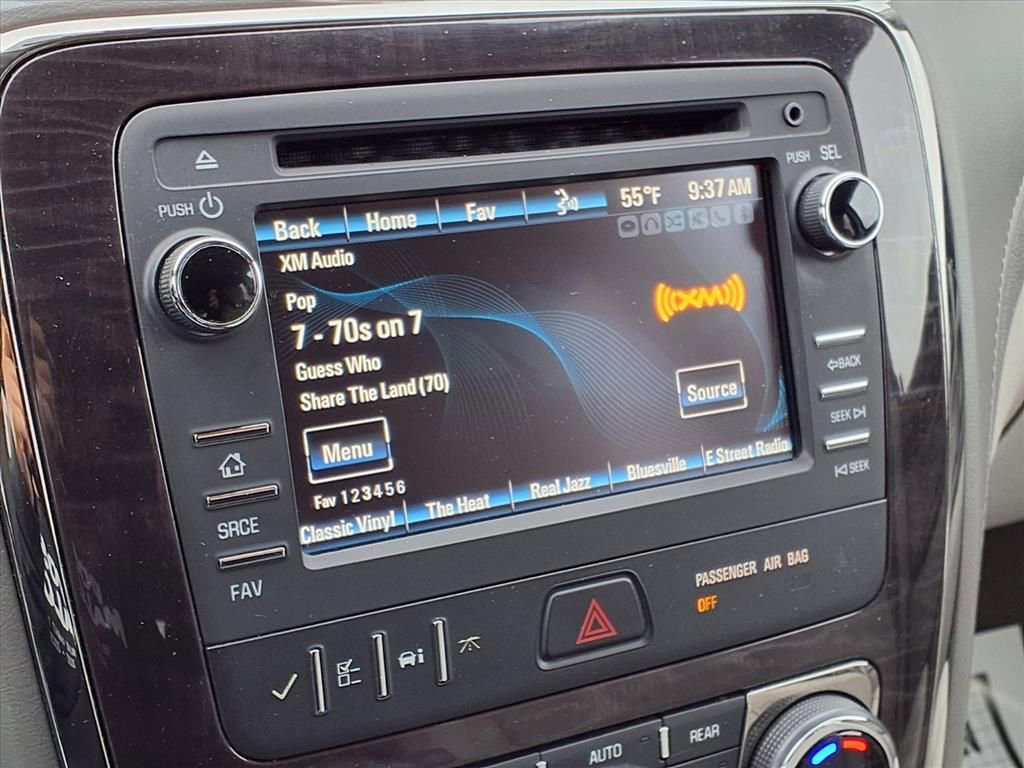 PUSH
PUSH SEL
Back Home Fav 55°F 9:37 AM
XM Audio
Pop
7 - 70s on 7
Guess Who
Share The Land (70)
(((XM)))
Source
Menu
Fav 1 2 3 4 5 6
Classic Vinyl The Heat Real Jazz Bluesville E Street Radio
BACK
SEEK
SEEK
SRCE
FAV
PASSENGER AIR BAG
OFF
i
AUTO
REAR